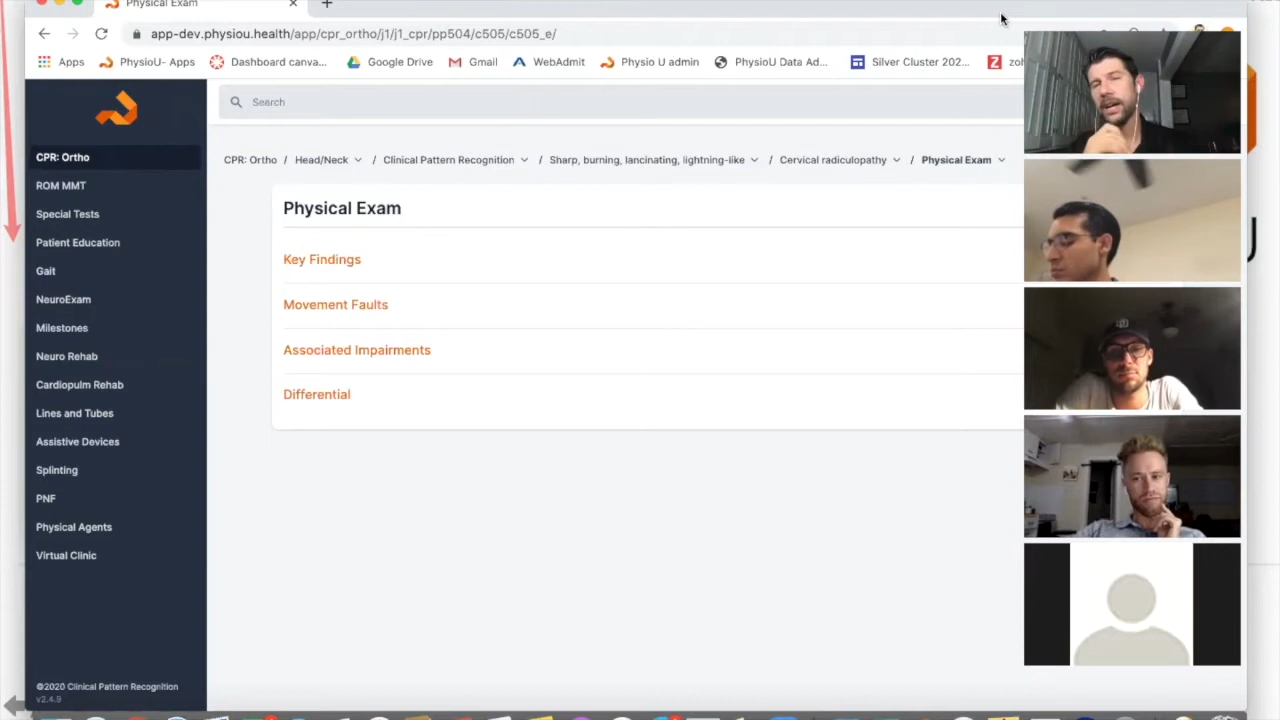 Physical Exam
app-dev.physiou.health/app/cpr_ortho/j1/j1_cpr/pp504/c505/c505_e/
Apps PhysioU- Apps Dashboard canva... Google Drive Gmail WebAdmit Physio U admin PhysioU Data Ad... Silver Cluster 202... zoh
Search
CPR: Ortho / Head/Neck / Clinical Pattern Recognition / Sharp, burning, lancinating, lightning-like / Cervical radiculopathy / Physical Exam
CPR: Ortho
ROM MMT
Special Tests
Patient Education
Gait
NeuroExam
Milestones
Neuro Rehab
Cardiopulm Rehab
Lines and Tubes
Assistive Devices
Splinting
PNF
Physical Agents
Virtual Clinic
©2020 Clinical Pattern Recognition
v2.4.9
Physical Exam
Key Findings
Movement Faults
Associated Impairments
Differential
U